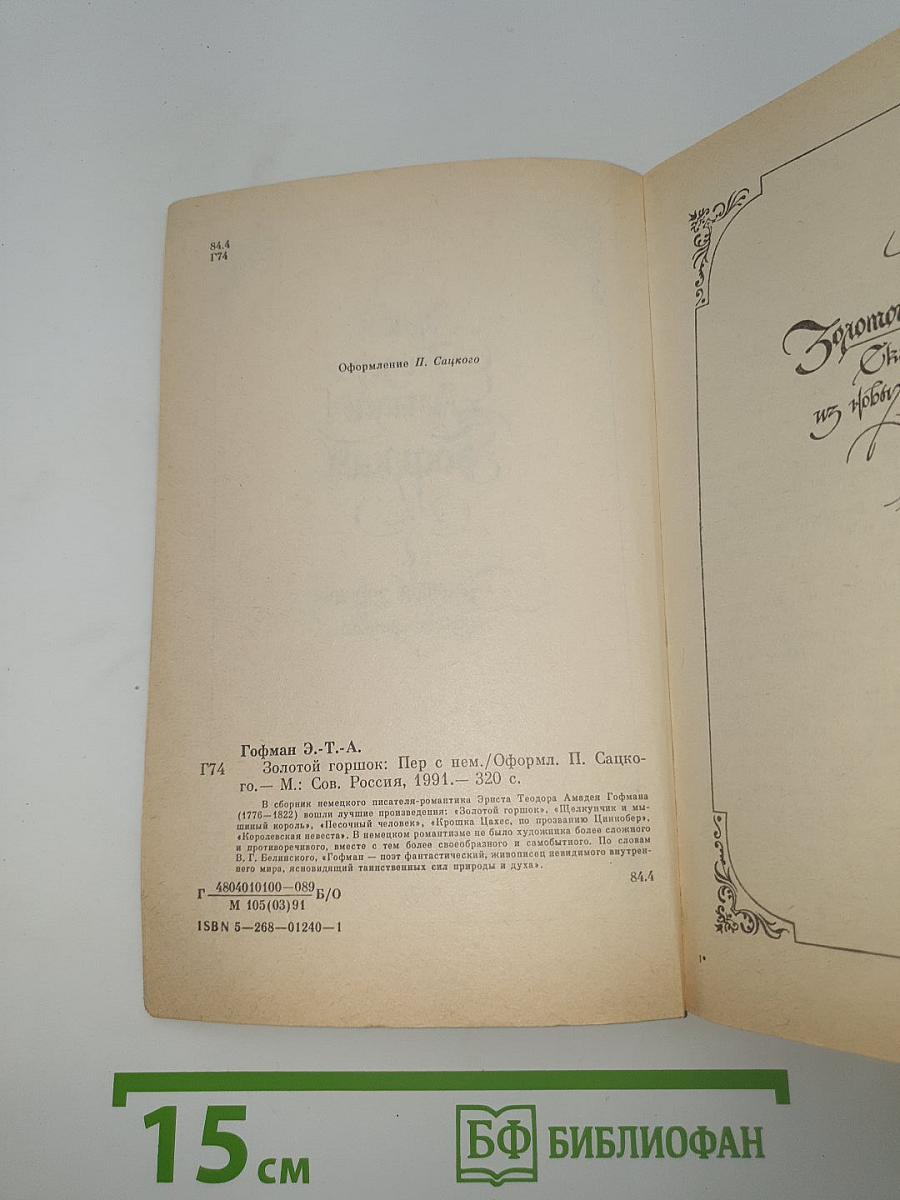 84.4
Г74
Оформление П. Сацкого
Гофман Э.-Т.-А.
Г74 Золотой горшок: Пер с нем./Оформл. П. Сацко-
го.— М.: Сов. Россия, 1991.— 320 с.
В сборник немецкого писателя-романтика Эрнста Теодора Амадея Гофмана
(1776—1822) вошли лучшие произведения: «Золотой горшок», «Щелкунчик и мы-
шиный король», «Песочный человек», «Крошка Цахес, по прозванию Циннобер»,
«Королевская невеста». В немецком романтизме не было художника более сложного
и противоречивого, вместе с тем более своеобразного и самобытного. По словам
В. Г. Белинского, «Гофман — поэт фантастический, живописец невидимого внутрен-
него мира, ясновидящий таинственных сил природы и духа».
84.4
Г 4804010100—089 Б/О
М 105(03)91
ISBN 5—268—01240—1
из новы
1*
15 см
БФ БИБЛИОФАН